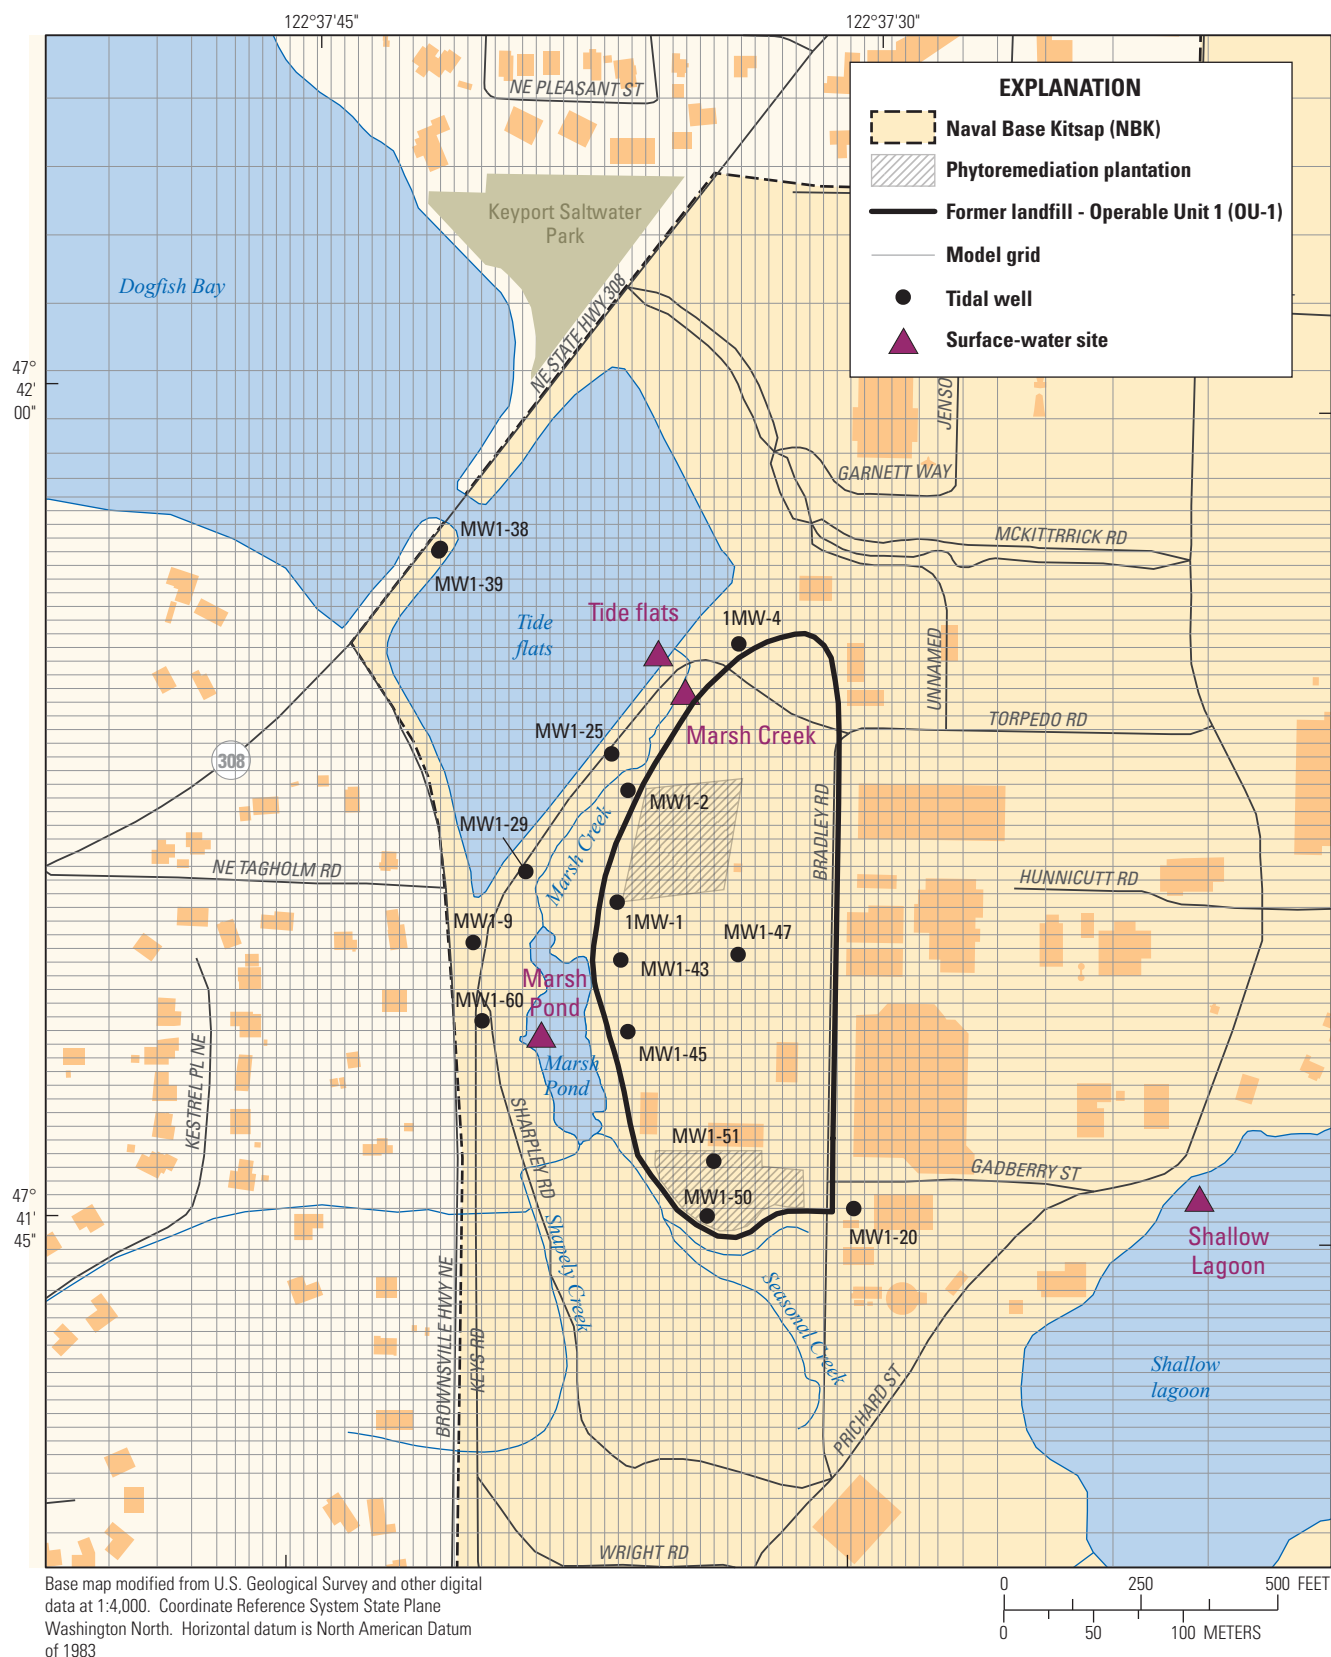 122°37'45"
122°37'30"
NE PLEASANT ST
EXPLANATION
Naval Base Kitsap (NBK)
Phytoremediation plantation
Former landfill - Operable Unit 1 (OU-1)
Model grid
Tidal well
Surface-water site
Keyport Saltwater
Park
Dogfish Bay
NE STATE HWY 308
47°
42'
00"
JENSO
GARNETT WAY
MW1-38
MCKITTRRICK RD
MW1-39
Tide flats
1MW-4
Tide
flats
UNNAMED
MW1-25
Marsh Creek
TORPEDO RD
308
MW1-2
MW1-29
Marsh Creek
BRADLEY RD
NE TAGHOLM RD
HUNNICUTT RD
MW1-9
1MW-1
MW1-47
MW1-43
Marsh
Pond
MW1-60
MW1-45
Marsh
Pond
KESTREL PL NE
SHARPLEY RD
MW1-51
GADBERRY ST
MW1-50
47°
41'
45"
MW1-20
Shallow
Lagoon
Shapely Creek
Seasonal Creek
BROWNSVILLE HWY NE
KEYS RD
Shallow
lagoon
PRICHARD ST
WRIGHT RD
Base map modified from U.S. Geological Survey and other digital
data at 1:4,000. Coordinate Reference System State Plane
Washington North. Horizontal datum is North American Datum
of 1983
0 250 500 FEET
0 50 100 METERS